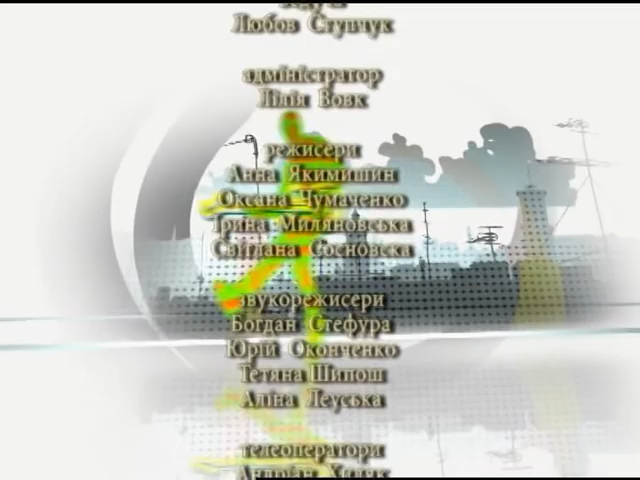 Любов Ступчук
адміністратор
Лілія Вовк
режисери
Анна Якимишин
Оксана Чумаченко
Ірина Миляновська
Світлана Сосновска
звукорежисери
Богдан Стефура
Юрій Оконченко
Тетяна Шипош
Аліна Леуська
телеоператори